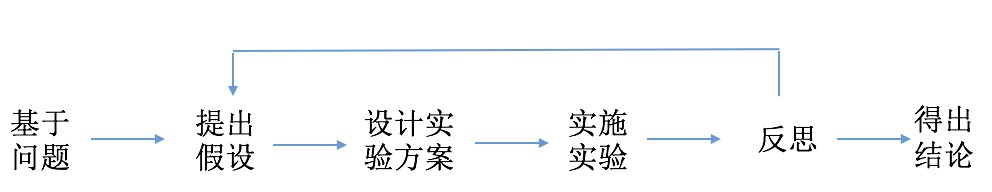 基于
问题
提出
假设
设计实
验方案
实施
实验
反思
得出
结论